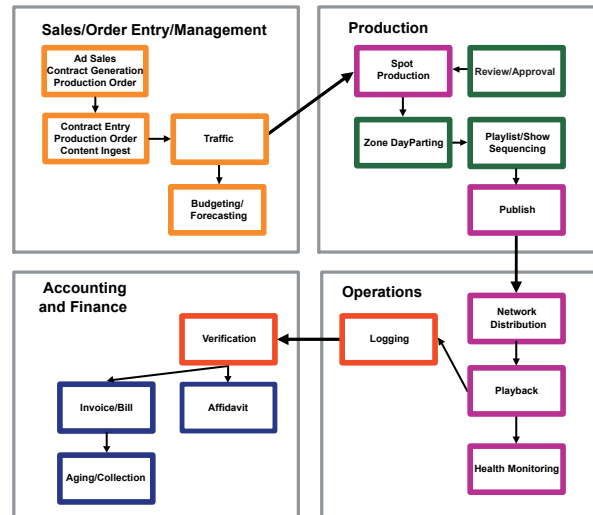 Sales/Order Entry/Management
Ad Sales
Contract Generation
Production Order
Contract Entry
Production Order
Content Ingest
Traffic
Budgeting/
Forecasting
Production
Spot
Production
Review/Approval
Zone DayParting
Playlist/Show
Sequencing
Publish
Accounting
and Finance
Verification
Invoice/Bill
Affidavit
Aging/Collection
Operations
Logging
Network
Distribution
Playback
Health Monitoring